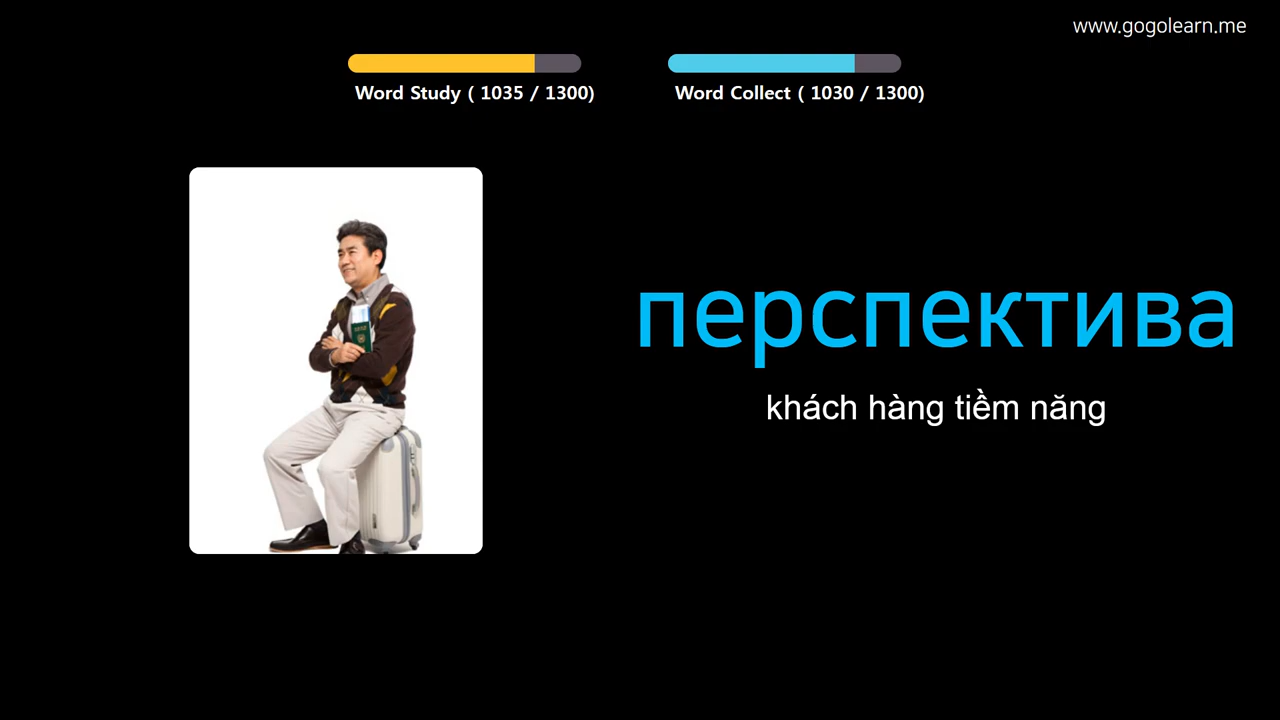 www.gogolearn.me
Word Study ( 1035 / 1300)
Word Collect ( 1030 / 1300)
перспектива
khách hàng tiềm năng